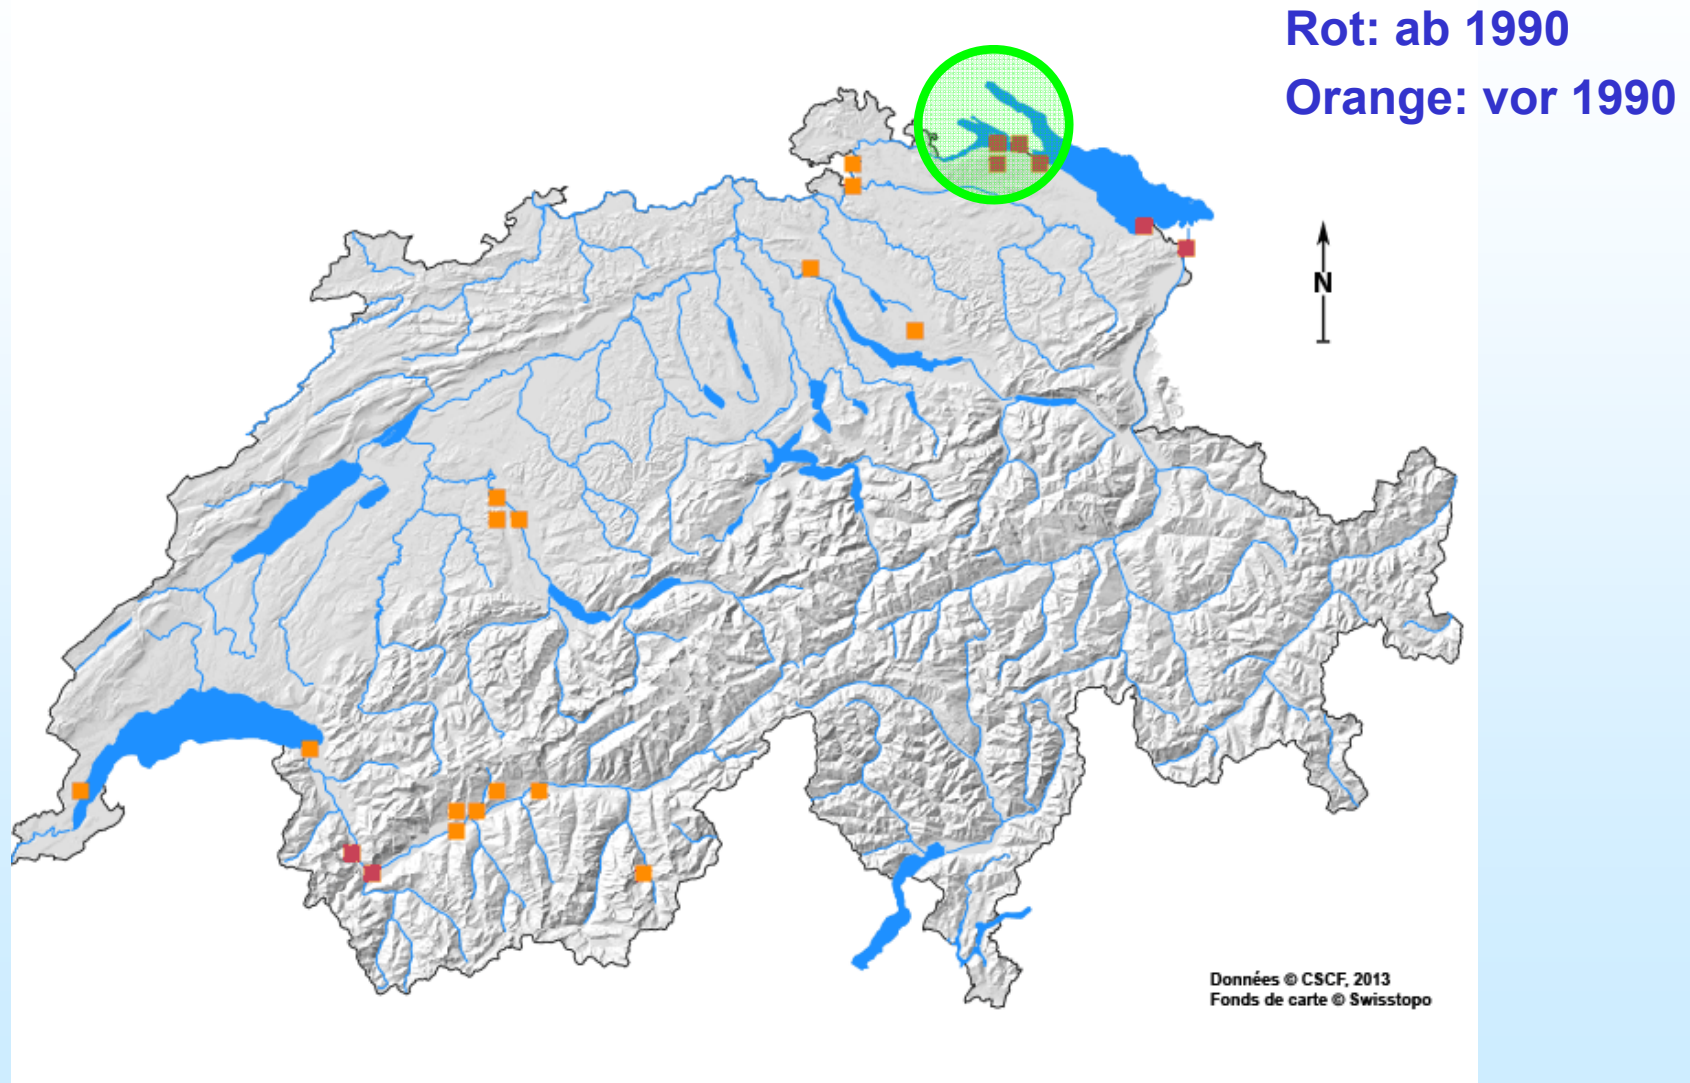 Rot: ab 1990
Orange: vor 1990
N
Données © CSCF, 2013
Fonds de carte © Swisstopo